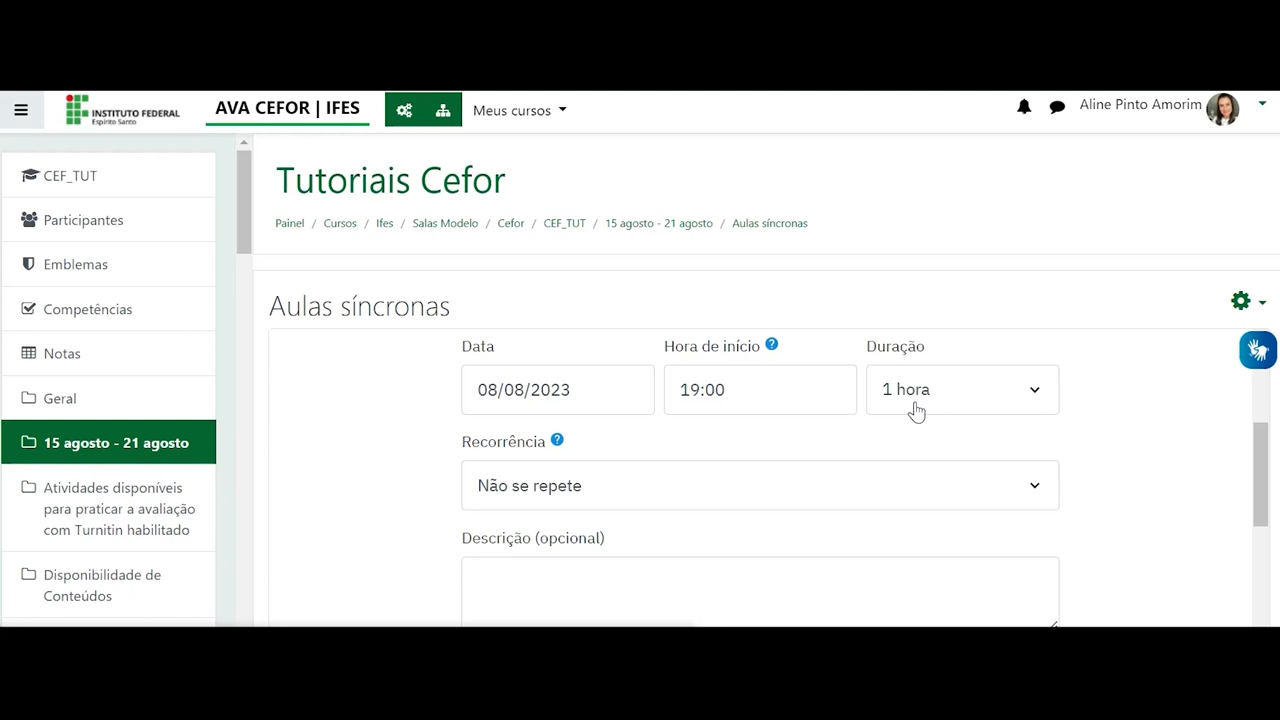 INSTITUTO FEDERAL
Espírito Santo
AVA CEFOR | IFES
Meus cursos
Aline Pinto Amorim
CEF_TUT
Participantes
Emblemas
Competências
Notas
Geral
15 agosto - 21 agosto
Atividades disponíveis
para praticar a avaliação
com Turnitin habilitado
Disponibilidade de
Conteúdos
Tutoriais Cefor
Painel / Cursos / Ifes / Salas Modelo / Cefor / CEF_TUT / 15 agosto - 21 agosto / Aulas síncronas
Aulas síncronas
Data Hora de início ? Duração
08/08/2023 19:00 1 hora
Recorrência ?
Não se repete
Descrição (opcional)